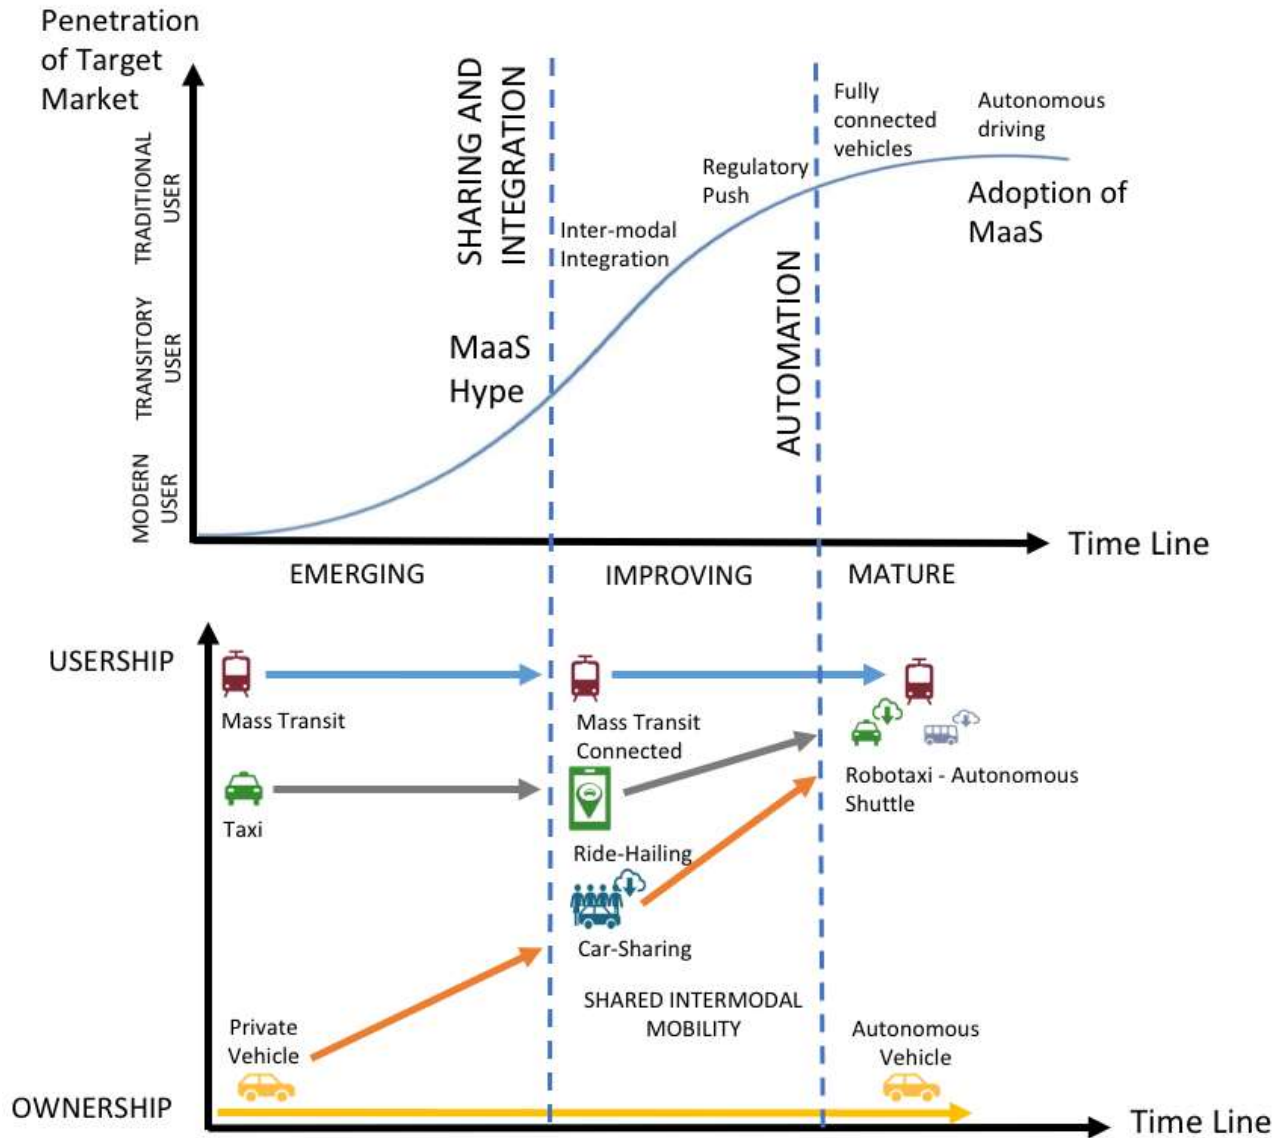 Penetration
of Target
Market
TRADITIONAL
USER
TRANSITORY
USER
MODERN
USER
SHARING AND
INTEGRATION
MaaS
Hype
Inter-modal
Integration
Regulatory
Push
AUTOMATION
Fully
connected
vehicles
Autonomous
driving
Adoption of
MaaS
Time Line
EMERGING
IMPROVING
MATURE
USERSHIP
Mass Transit
Mass Transit
Connected
Taxi
Ride-Hailing
Robotaxi - Autonomous
Shuttle
Car-Sharing
SHARED INTERMODAL
MOBILITY
Private
Vehicle
Autonomous
Vehicle
OWNERSHIP
Time Line